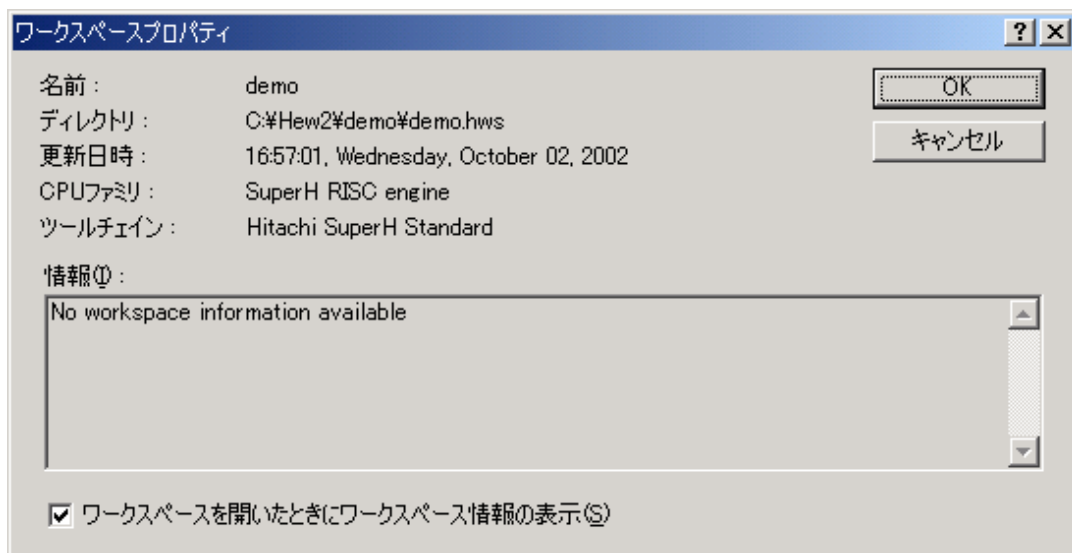 ワークスペースプロパティ
名前： demo
ディレクトリ： C:¥Hew2¥demo¥demo.hws
更新日時： 16:57:01, Wednesday, October 02, 2002
CPUファミリ： SuperH RISC engine
ツールチェイン： Hitachi SuperH Standard
OK
キャンセル
情報(I)：
No workspace information available
ワークスペースを開いたときにワークスペース情報の表示(S)